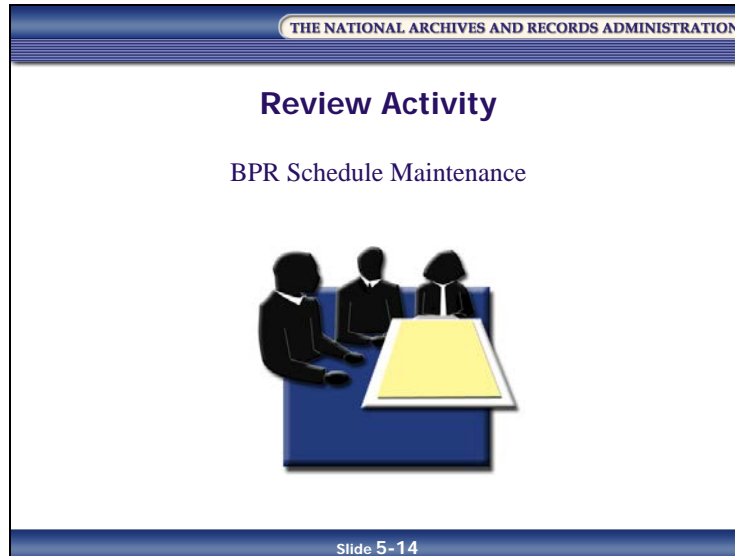 THE NATIONAL ARCHIVES AND RECORDS ADMINISTRATION
Review Activity
BPR Schedule Maintenance
Slide 5-14